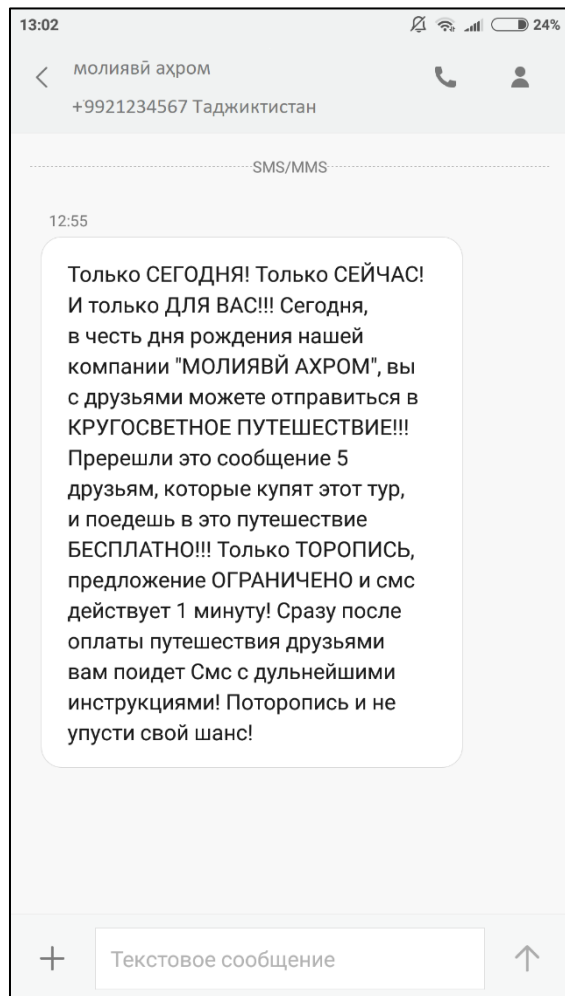 13:02 24%
молиявӣ аҳром
+9921234567 Таджиктистан
SMS/MMS
12:55
Только СЕГОДНЯ! Только СЕЙЧАС!
И только ДЛЯ ВАС!!! Сегодня,
в честь дня рождения нашей
компании "МОЛИЯВЙ АХРОМ", вы
с друзьями можете отправиться в
КРУГОСВЕТНОЕ ПУТЕШЕСТВИЕ!!!
Пререшли это сообщение 5
друзьям, которые купят этот тур,
и поедешь в это путешествие
БЕСПЛАТНО!!! Только ТОРОПИСЬ,
предложение ОГРАНИЧЕНО и смс
действует 1 минуту! Сразу после
оплаты путешествия друзьями
вам поидет Смс с дульнейшими
инструкциями! Поторопись и не
упусти свой шанс!
Текстовое сообщение